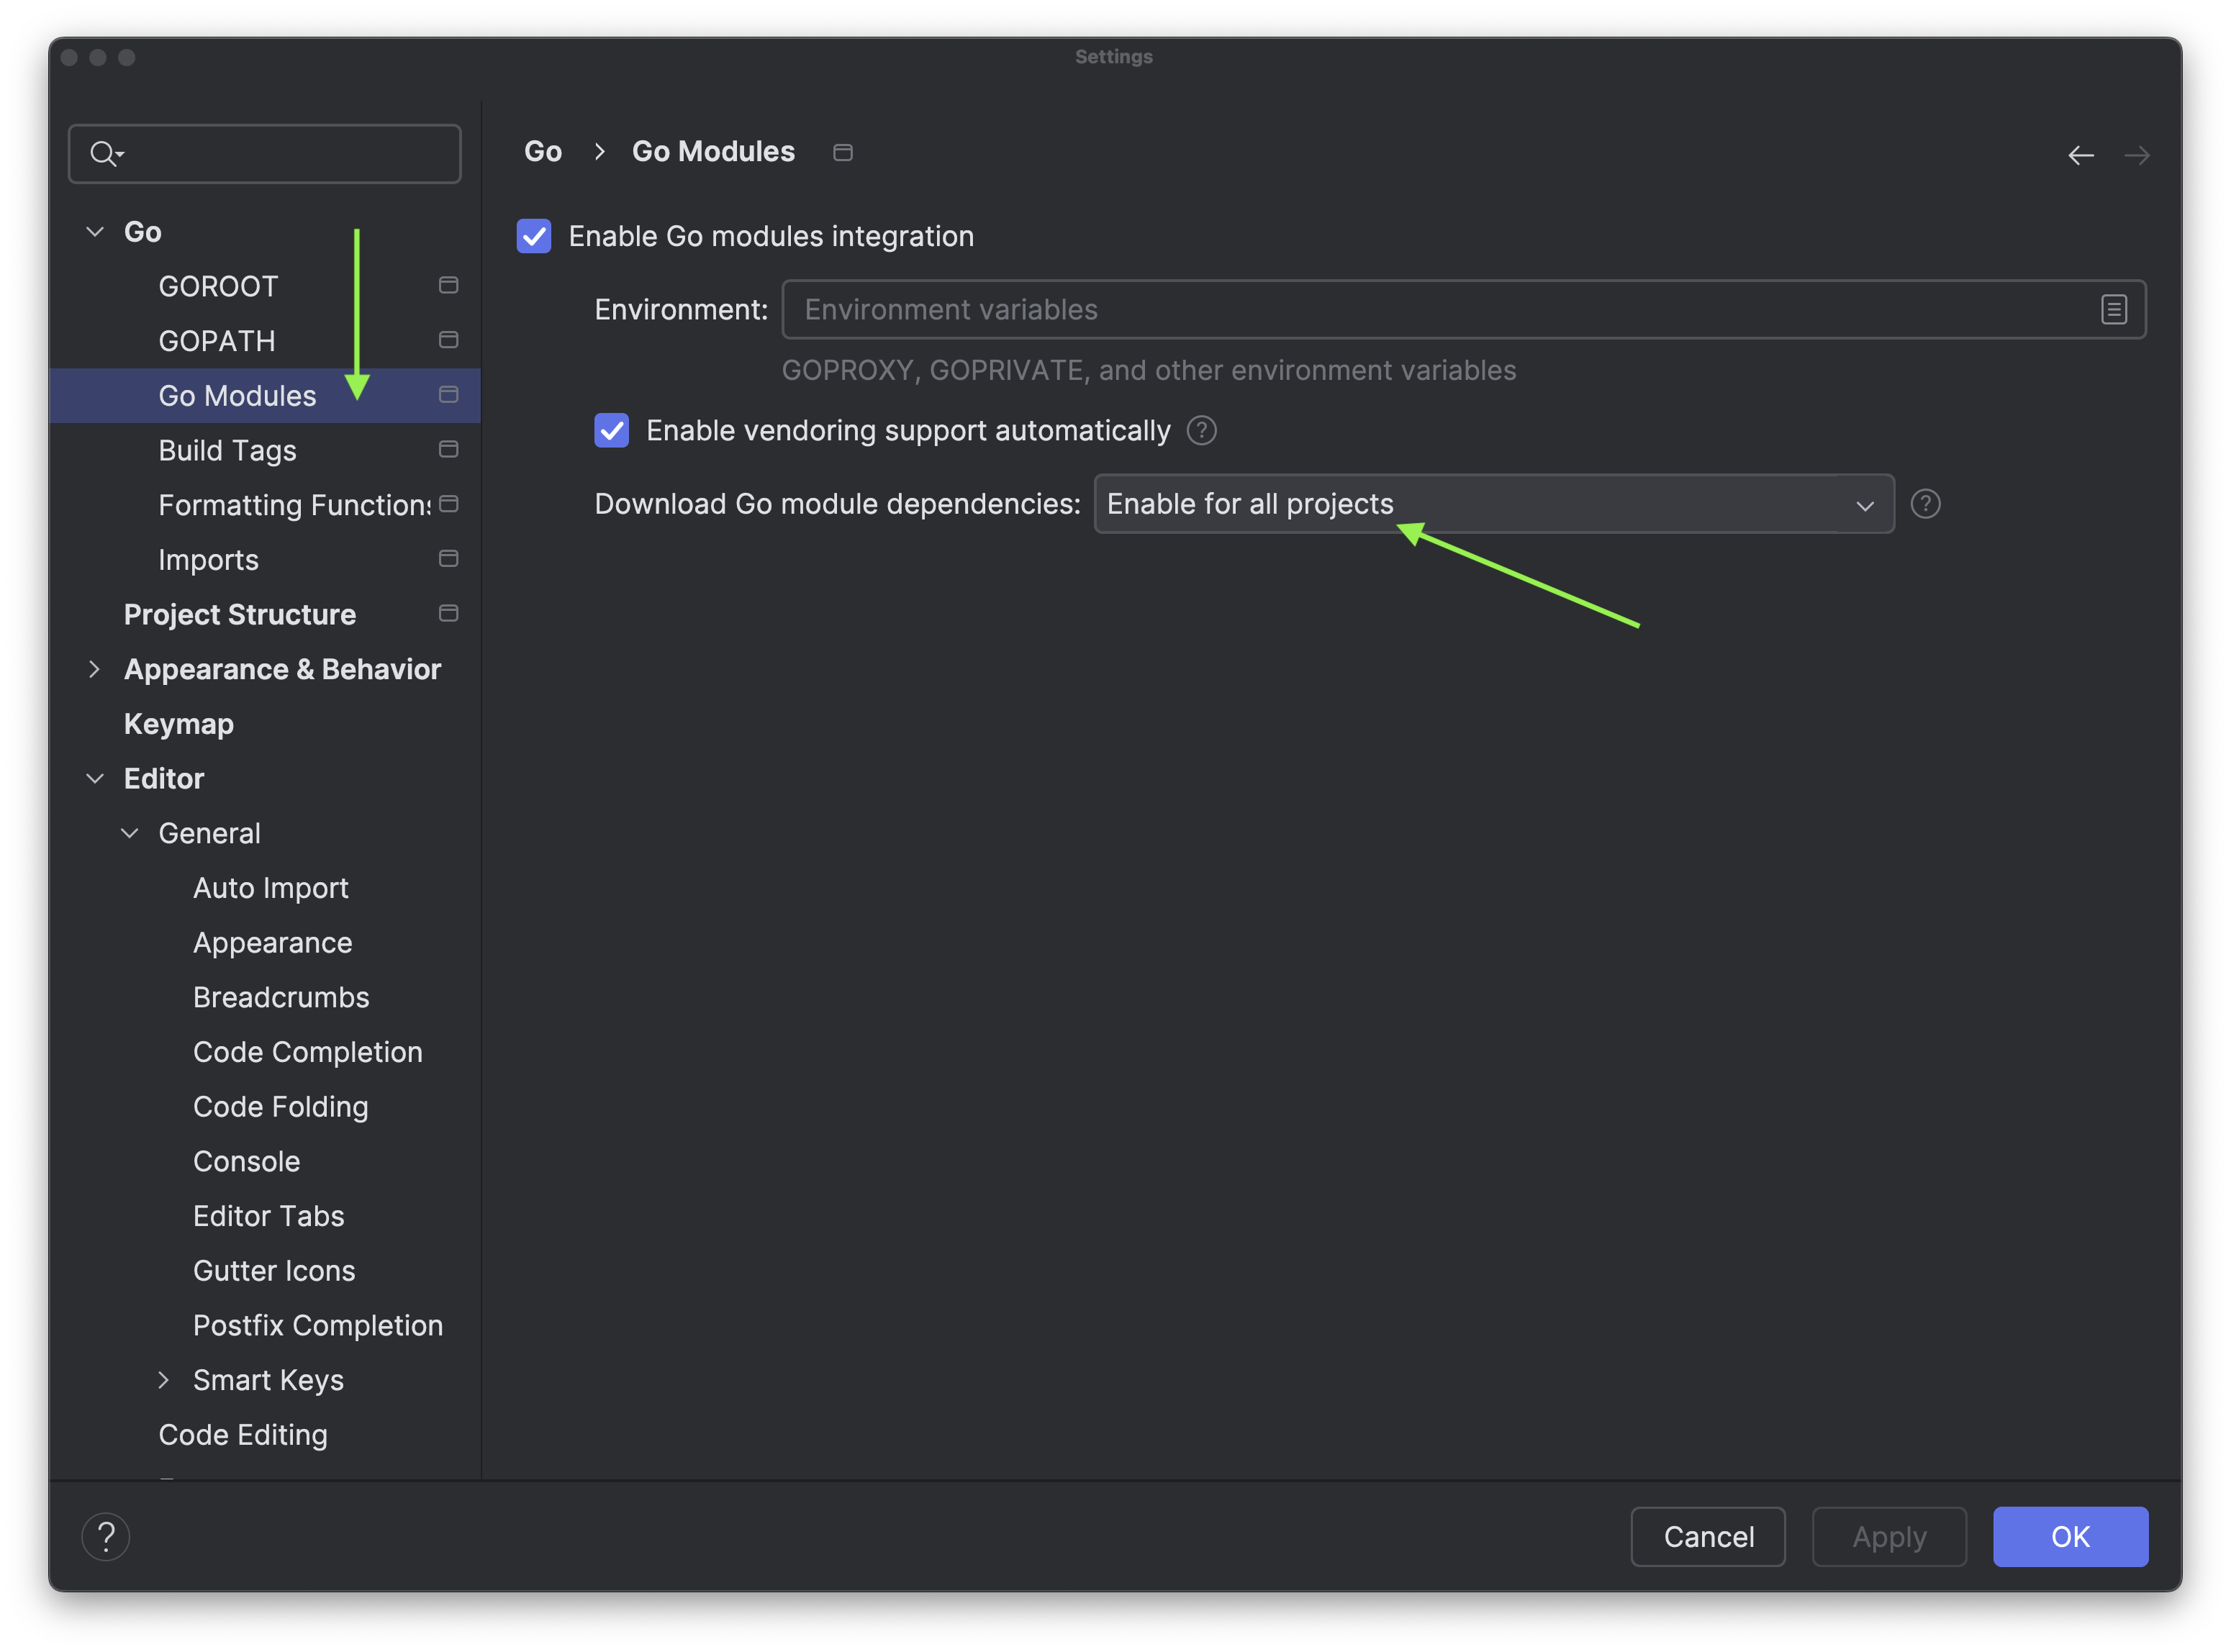 Settings
Go
GOROOT
GOPATH
Go Modules
Build Tags
Formatting Functions
Imports
Project Structure
Appearance & Behavior
Keymap
Editor
General
Auto Import
Appearance
Breadcrumbs
Code Completion
Code Folding
Console
Editor Tabs
Gutter Icons
Postfix Completion
Smart Keys
Code Editing
Go > Go Modules
Enable Go modules integration
Environment: Environment variables
GOPROXY, GOPRIVATE, and other environment variables
Enable vendoring support automatically ?
Download Go module dependencies: Enable for all projects ?
? Cancel Apply OK